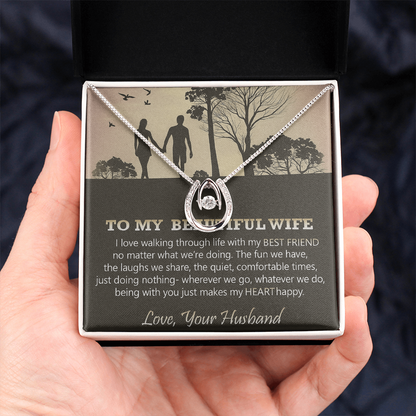 TO MY BEAUTIFUL WIFE
I love walking through life with my BEST FRIEND
no matter what we're doing. The fun we have,
the laughs we share, the quiet, comfortable times,
just doing nothing- wherever we go, whatever we do,
being with you just makes my HEART happy.
Love, Your Husband